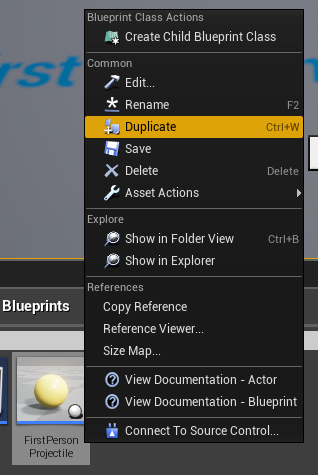 Blueprint Class Actions
Create Child Blueprint Class
Common
Edit...
Rename F2
Duplicate Ctrl+W
Save
Delete Delete
Asset Actions
Explore
Show in Folder View Ctrl+B
Show in Explorer
References
Copy Reference
Reference Viewer...
Size Map...
View Documentation - Actor
View Documentation - Blueprint
Connect To Source Control...
Blueprints
FirstPerson
Projectile